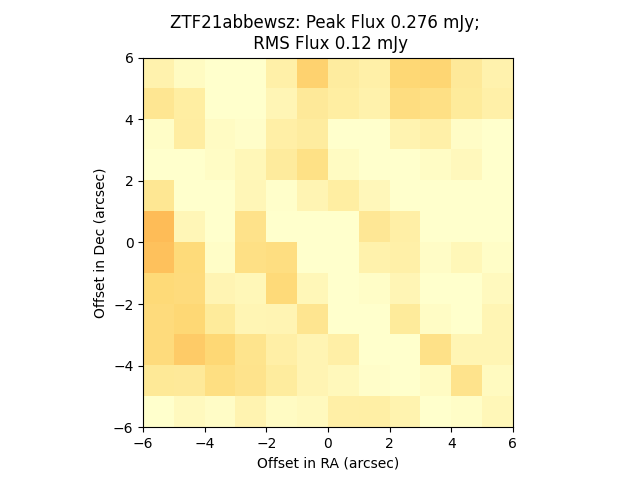 ZTF21abbewsz: Peak Flux 0.276 mJy;
RMS Flux 0.12 mJy
6
4
2
0
−2
−4
−6
Offset in Dec (arcsec)
−6 −4 −2 0 2 4 6
Offset in RA (arcsec)